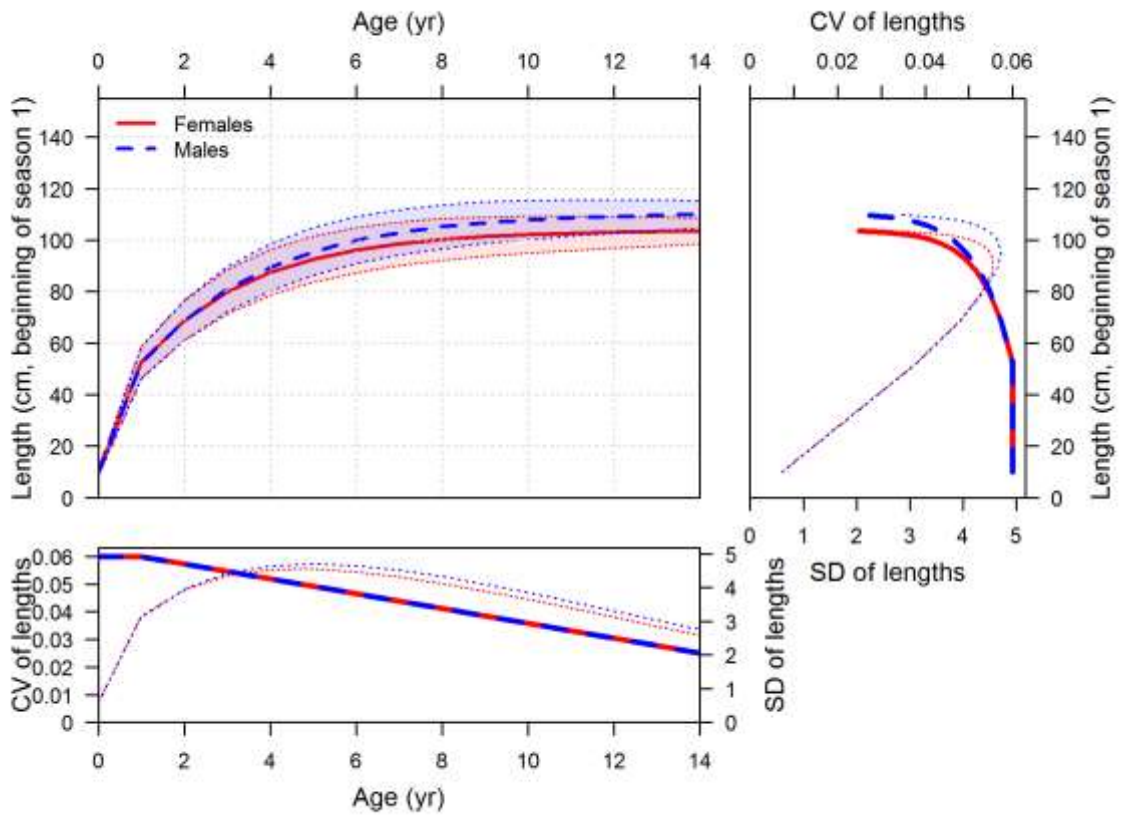 Age (yr)
0 2 4 6 8 10 12 14
Length (cm, beginning of season 1)
140
120
100
80
60
40
20
0
Females
Males
CV of lengths
0 0.02 0.04 0.06
140
120
100
80
60
40
20
0
Length (cm, beginning of season 1)
0 1 2 3 4 5
SD of lengths
CV of lengths
0.06
0.05
0.04
0.03
0.02
0.01
0
5
4
3
2
1
0
SD of lengths
0 2 4 6 8 10 12 14
Age (yr)